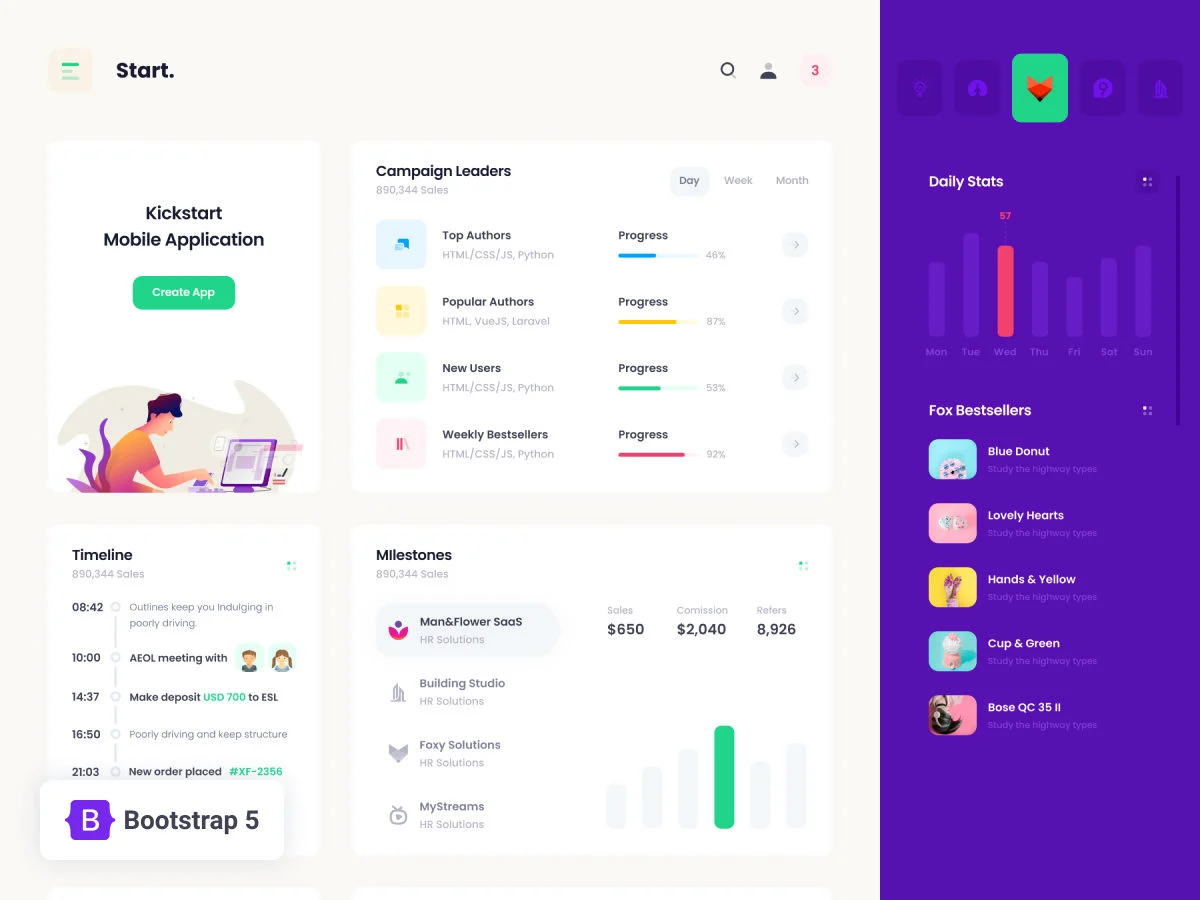 Start.
3
Kickstart
Mobile Application
Create App
Campaign Leaders
890,344 Sales
Day Week Month
Top Authors
HTML/CSS/JS, Python
Progress
46%
Popular Authors
HTML, VueJS, Laravel
Progress
87%
New Users
HTML/CSS/JS, Python
Progress
53%
Weekly Bestsellers
HTML/CSS/JS, Python
Progress
92%
Timeline
890,344 Sales
08:42 Outlines keep you Indulging in
poorly driving.
10:00 AEOL meeting with
14:37 Make deposit USD 700 to ESL
16:50 Poorly driving and keep structure
21:03 New order placed #XF-2356
B Bootstrap 5
MIlestones
890,344 Sales
Man&Flower SaaS
HR Solutions
Building Studio
HR Solutions
Foxy Solutions
HR Solutions
MyStreams
HR Solutions
Sales Comission Refers
$650 $2,040 8,926
Daily Stats
57
Mon Tue Wed Thu Fri Sat Sun
Fox Bestsellers
Blue Donut
Study the highway types
Lovely Hearts
Study the highway types
Hands & Yellow
Study the highway types
Cup & Green
Study the highway types
Bose QC 35 II
Study the highway types